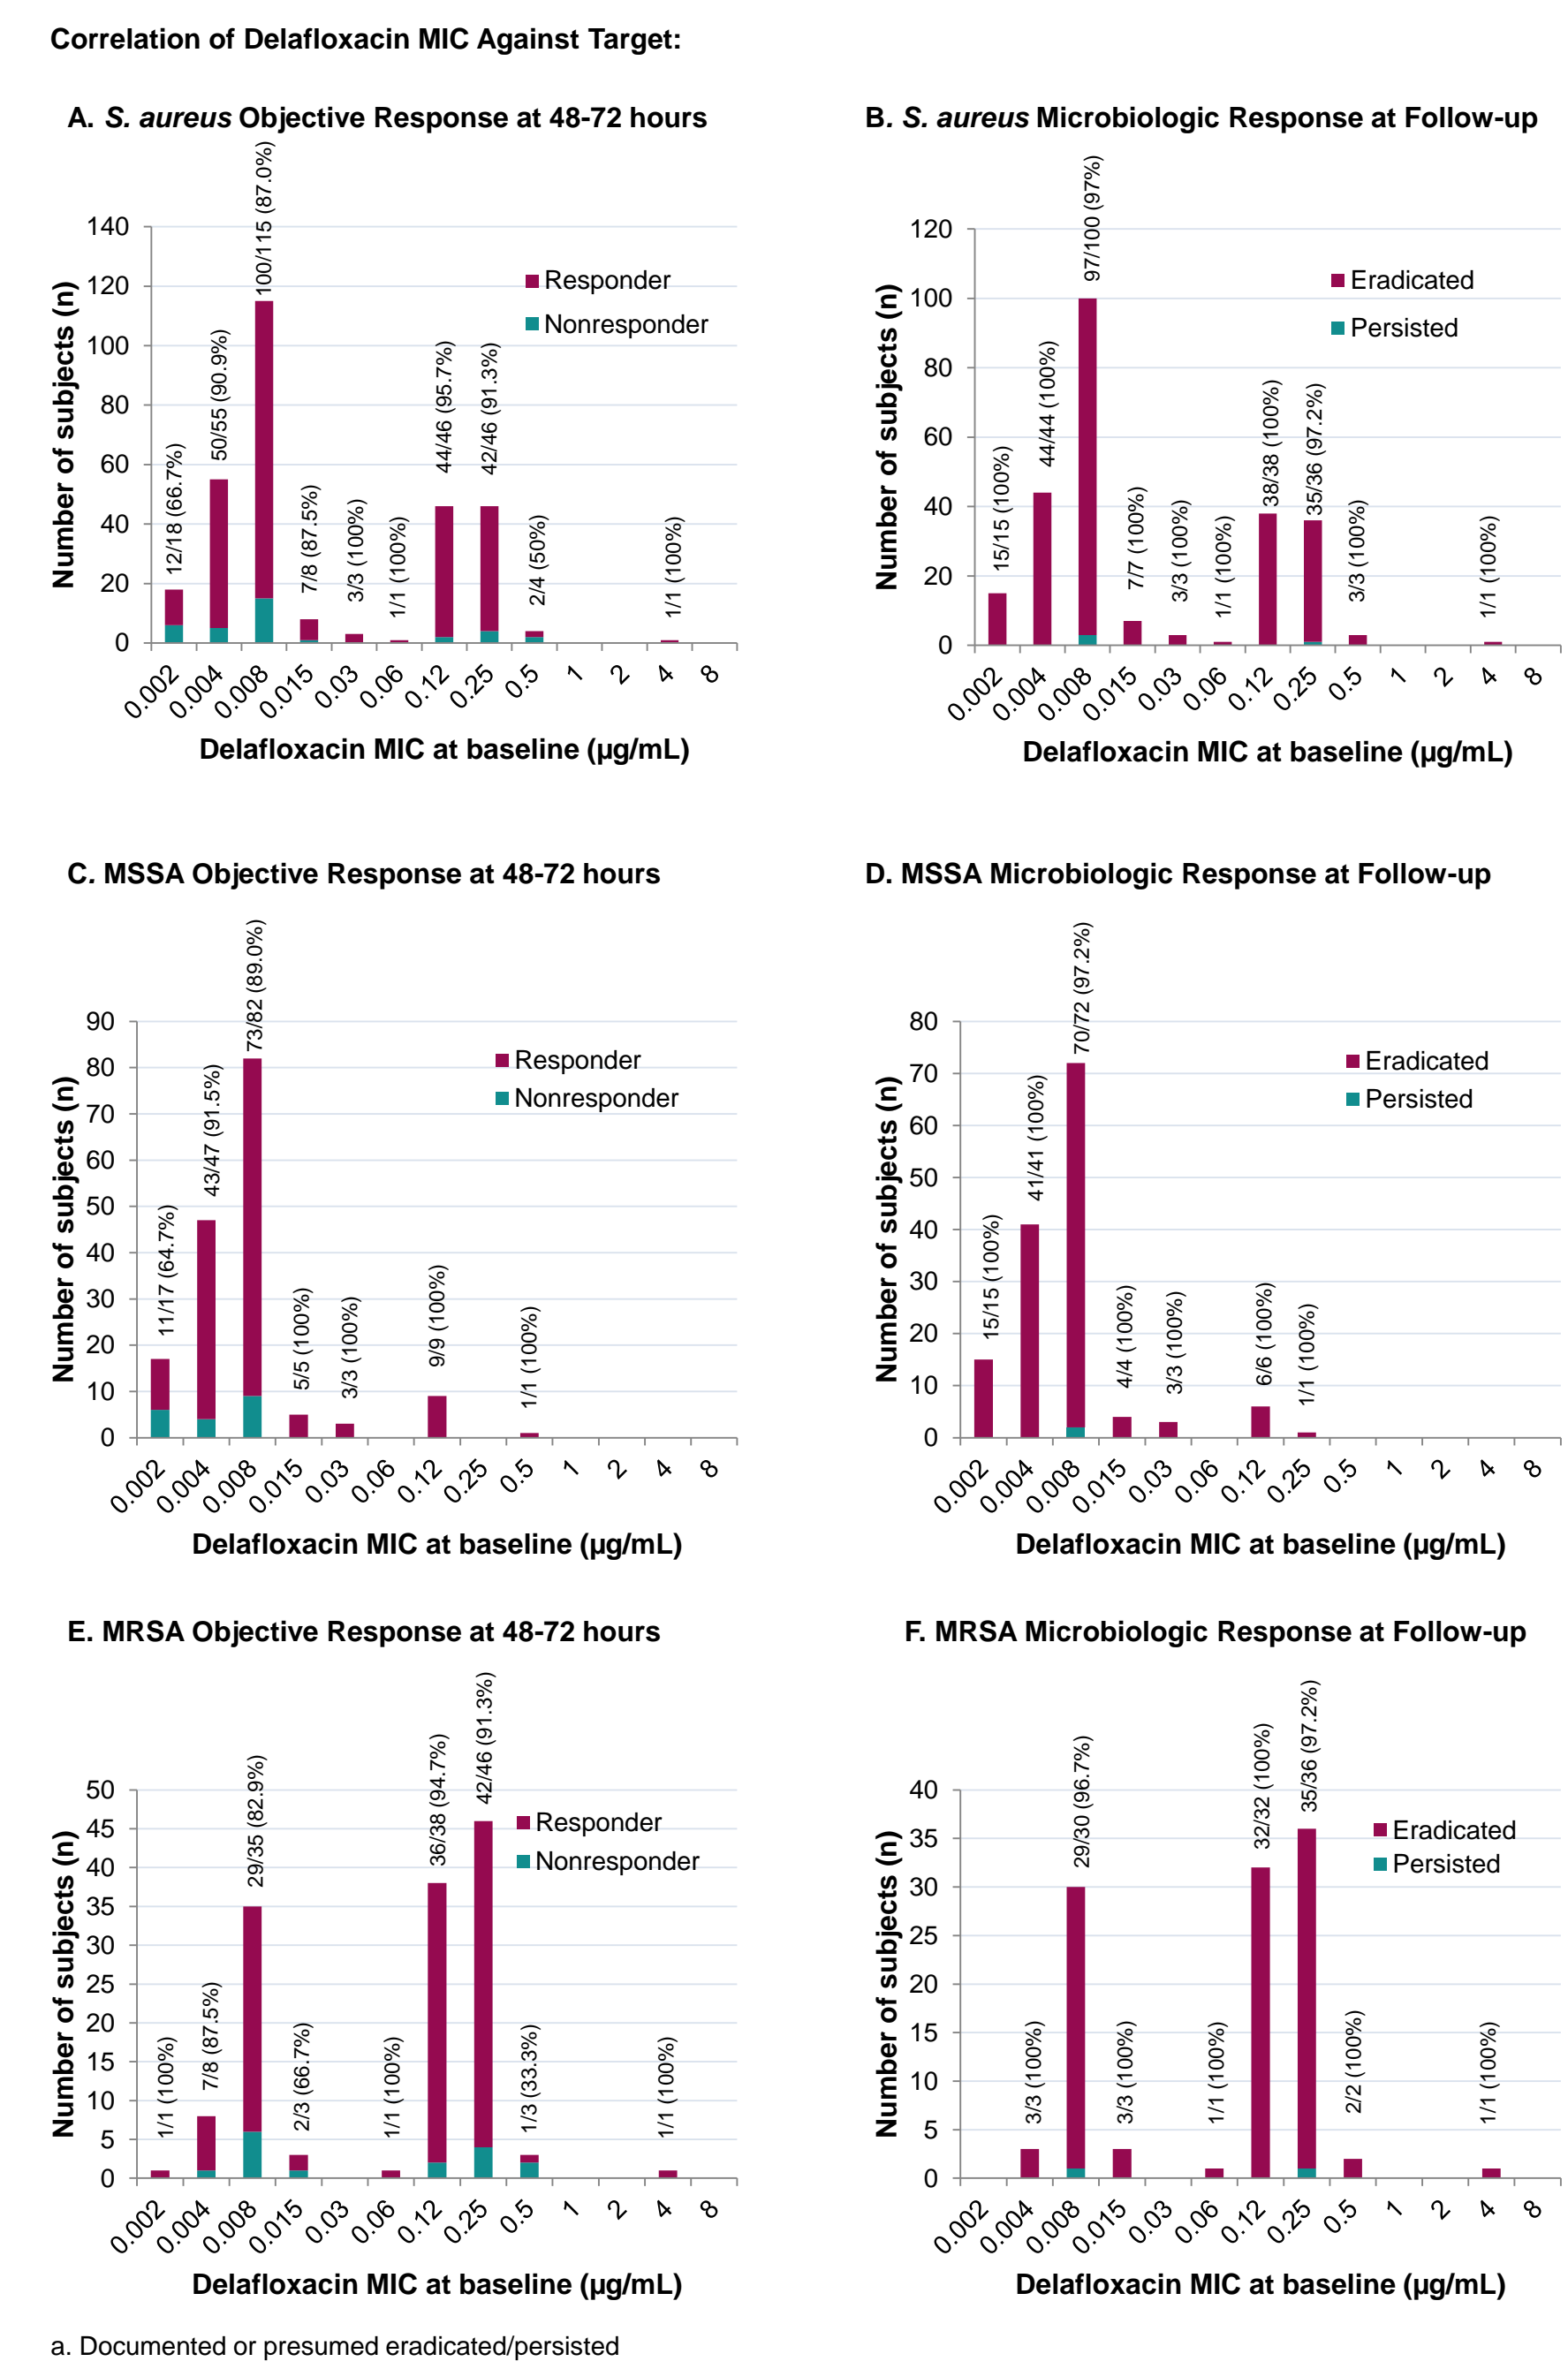 Correlation of Delafloxacin MIC Against Target:
A. S. aureus Objective Response at 48-72 hours
Number of subjects (n)
140
120
100
80
60
40
20
0
12/18 (66.7%)
50/55 (90.9%)
100/115 (87.0%)
7/8 (87.5%)
3/3 (100%)
1/1 (100%)
44/46 (95.7%)
42/46 (91.3%)
2/4 (50%)
1/1 (100%)
Responder
Nonresponder
0.002 0.004 0.008 0.015 0.03 0.06 0.12 0.25 0.5 1 2 4 8
Delafloxacin MIC at baseline (µg/mL)
B. S. aureus Microbiologic Response at Follow-up
Number of subjects (n)
120
100
80
60
40
20
0
15/15 (100%)
44/44 (100%)
97/100 (97%)
7/7 (100%)
3/3 (100%)
1/1 (100%)
38/38 (100%)
35/36 (97.2%)
3/3 (100%)
1/1 (100%)
Eradicated
Persisted
0.002 0.004 0.008 0.015 0.03 0.06 0.12 0.25 0.5 1 2 4 8
Delafloxacin MIC at baseline (µg/mL)
C. MSSA Objective Response at 48-72 hours
Number of subjects (n)
90
80
70
60
50
40
30
20
10
0
11/17 (64.7%)
43/47 (91.5%)
73/82 (89.0%)
5/5 (100%)
3/3 (100%)
9/9 (100%)
1/1 (100%)
Responder
Nonresponder
0.002 0.004 0.008 0.015 0.03 0.06 0.12 0.25 0.5 1 2 4 8
Delafloxacin MIC at baseline (µg/mL)
D. MSSA Microbiologic Response at Follow-up
Number of subjects (n)
80
70
60
50
40
30
20
10
0
15/15 (100%)
41/41 (100%)
70/72 (97.2%)
4/4 (100%)
3/3 (100%)
6/6 (100%)
1/1 (100%)
Eradicated
Persisted
0.002 0.004 0.008 0.015 0.03 0.06 0.12 0.25 0.5 1 2 4 8
Delafloxacin MIC at baseline (µg/mL)
E. MRSA Objective Response at 48-72 hours
Number of subjects (n)
50
45
40
35
30
25
20
15
10
5
0
1/1 (100%)
7/8 (87.5%)
29/35 (82.9%)
2/3 (66.7%)
1/1 (100%)
36/38 (94.7%)
42/46 (91.3%)
1/3 (33.3%)
1/1 (100%)
Responder
Nonresponder
0.002 0.004 0.008 0.015 0.03 0.06 0.12 0.25 0.5 1 2 4 8
Delafloxacin MIC at baseline (µg/mL)
F. MRSA Microbiologic Response at Follow-up
Number of subjects (n)
40
35
30
25
20
15
10
5
0
3/3 (100%)
29/30 (96.7%)
3/3 (100%)
1/1 (100%)
32/32 (100%)
35/36 (97.2%)
2/2 (100%)
1/1 (100%)
Eradicated
Persisted
0.002 0.004 0.008 0.015 0.03 0.06 0.12 0.25 0.5 1 2 4 8
Delafloxacin MIC at baseline (µg/mL)
a. Documented or presumed eradicated/persisted